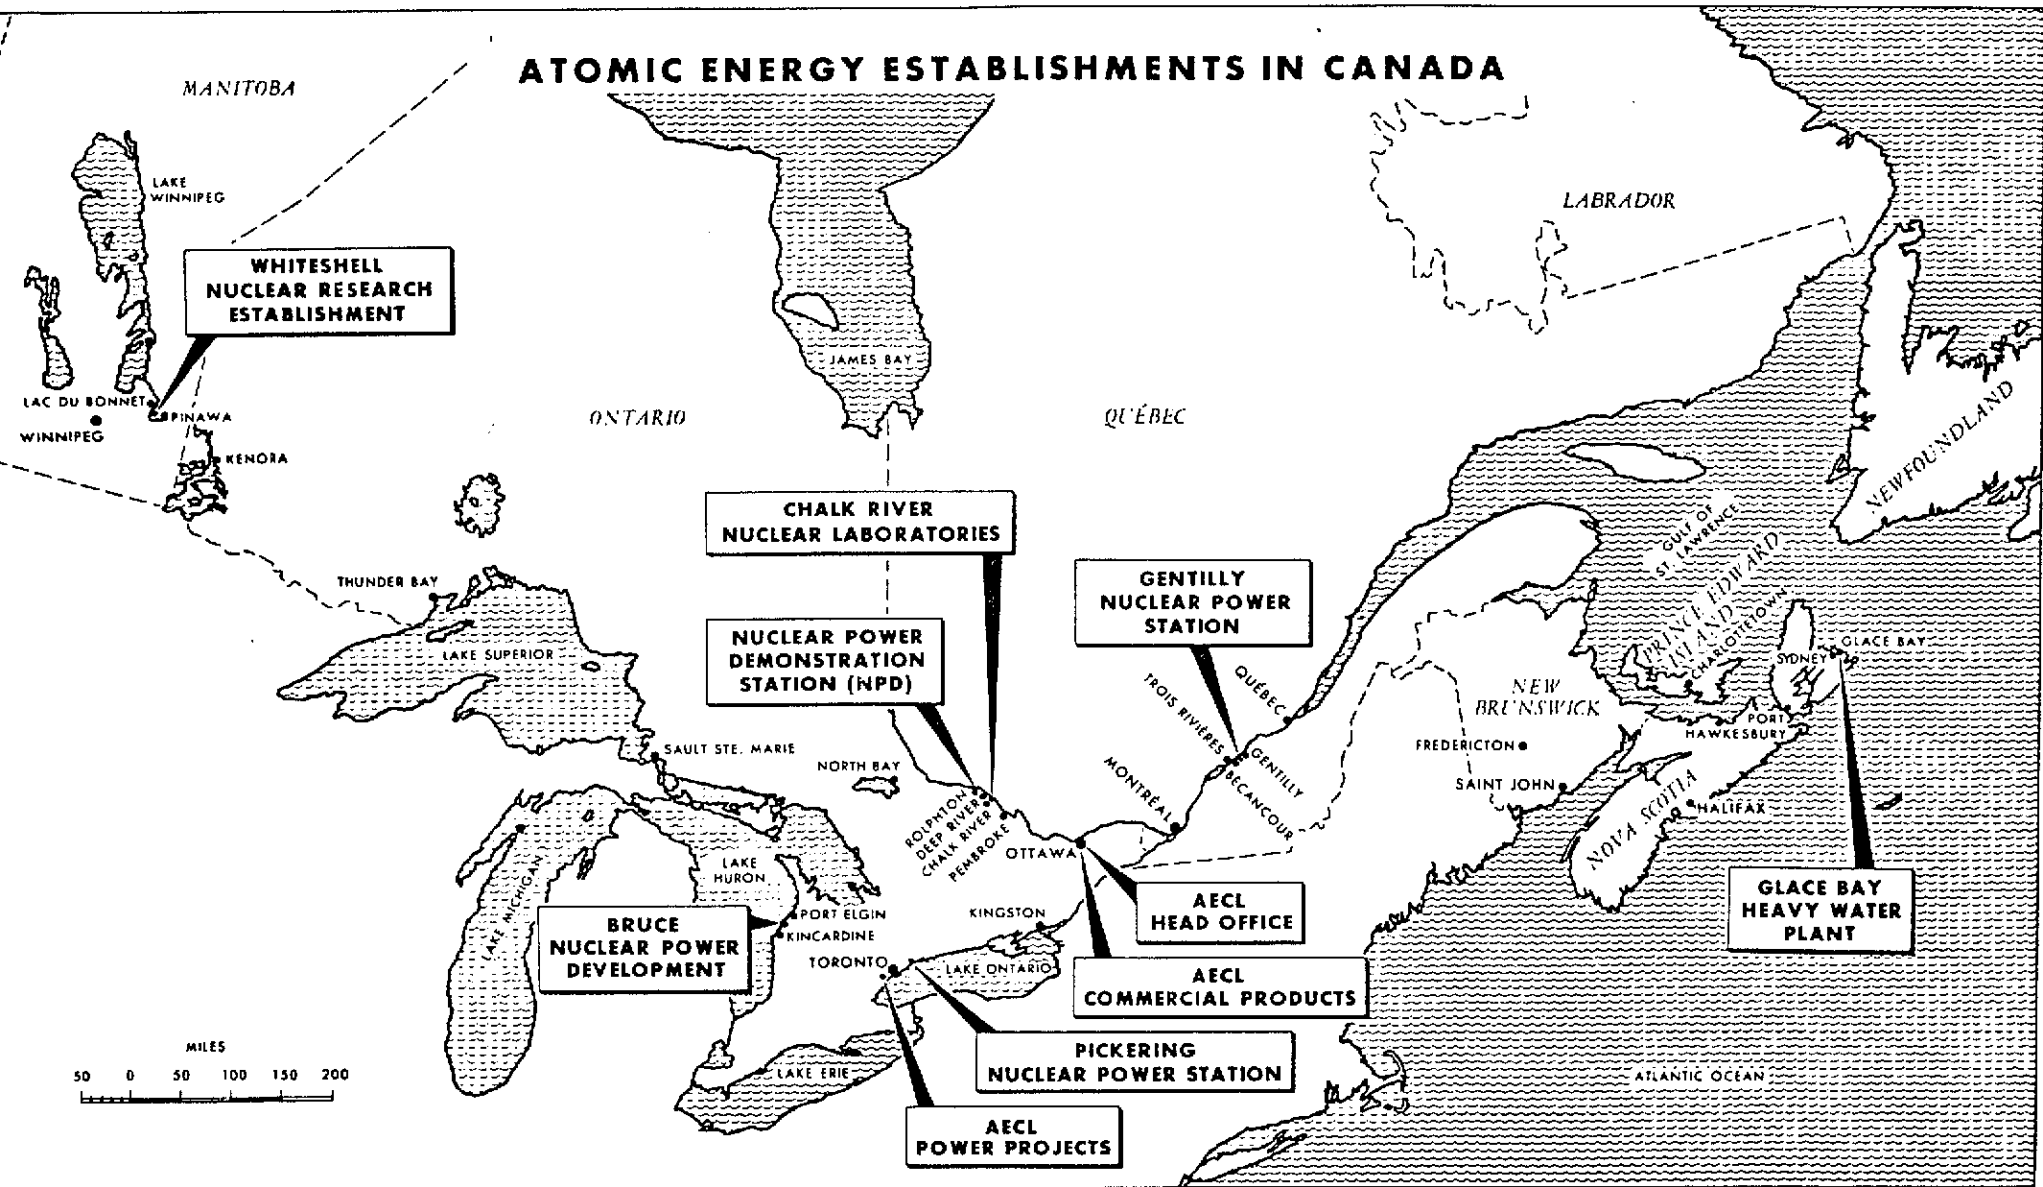 ATOMIC ENERGY ESTABLISHMENTS IN CANADA
MANITOBA
LAKE
WINNIPEG
LABRADOR
WHITESHELL
NUCLEAR RESEARCH
ESTABLISHMENT
JAMES BAY
LAC DU BONNET
PINAWA
WINNIPEG
KENORA
ONTARIO
QUÉBEC
NEWFOUNDLAND
CHALK RIVER
NUCLEAR LABORATORIES
GULF OF
ST. LAWRENCE
PRINCE EDWARD
ISLAND
CHARLOTTETOWN
THUNDER BAY
GENTILLY
NUCLEAR POWER
STATION
NUCLEAR POWER
DEMONSTRATION
STATION (NPD)
LAKE SUPERIOR
GLACE BAY
SYDNEY
QUÉBEC
TROIS RIVIÈRES
NEW
BRUNSWICK
PORT
HAWKESBURY
SAULT STE. MARIE
NORTH BAY
GENTILLY
BÉCANCOUR
MONTRÉAL
FREDERICTON
SAINT JOHN
NOVA SCOTIA
HALIFAX
ROLPHTON
DEEP RIVER
CHALK RIVER
PEMBROKE
OTTAWA
LAKE
HURON
LAKE MICHIGAN
AECL
HEAD OFFICE
GLACE BAY
HEAVY WATER
PLANT
PORT ELGIN
KINCARDINE
BRUCE
NUCLEAR POWER
DEVELOPMENT
KINGSTON
TORONTO
LAKE ONTARIO
AECL
COMMERCIAL PRODUCTS
PICKERING
NUCLEAR POWER STATION
LAKE ERIE
ATLANTIC OCEAN
MILES
50 0 50 100 150 200
AECL
POWER PROJECTS